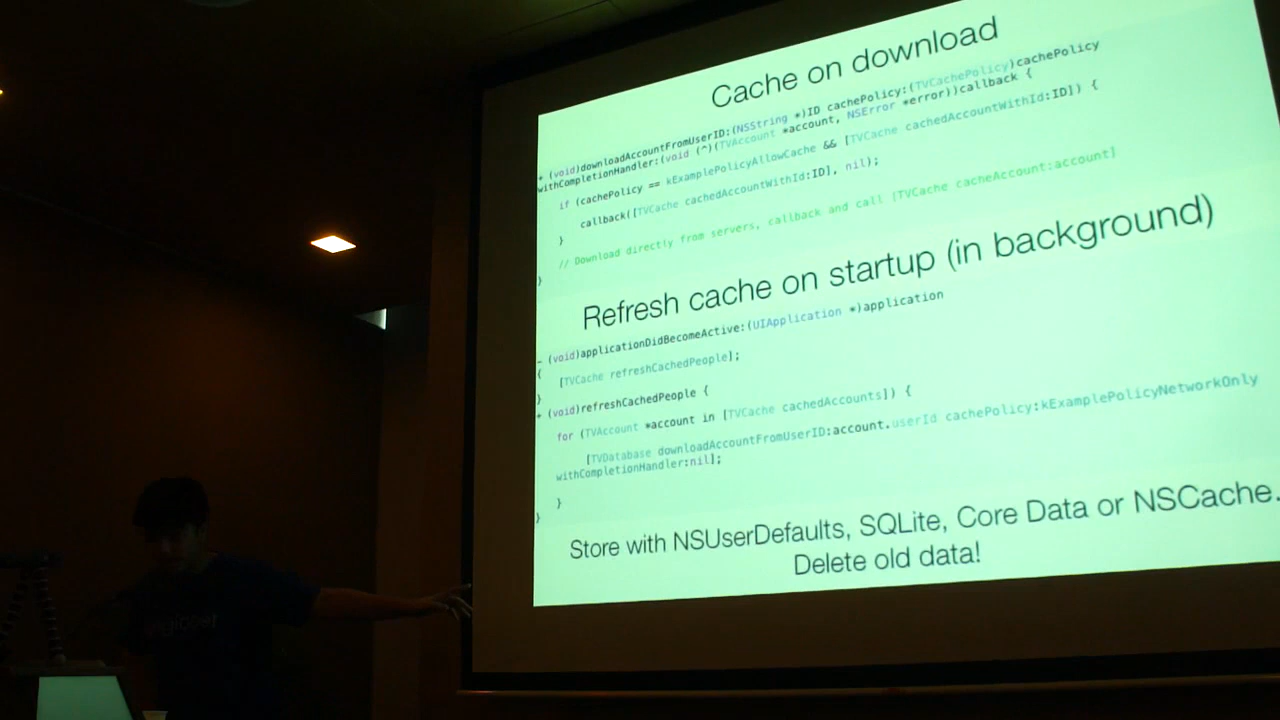 Cache on download
+ (void)downloadAccountFromUserID:(NSString *)ID cachePolicy:(TVCachePolicy)cachePolicy
withCompletionHandler:(void (^)(TVAccount *account, NSError *error))callback {
if (cachePolicy == kExamplePolicyAllowCache && [TVCache cachedAccountWithId:ID]) {
callback([TVCache cachedAccountWithId:ID], nil);
}
// Download directly from servers, callback and call [TVCache cacheAccount:account]
}
Refresh cache on startup (in background)
- (void)applicationDidBecomeActive:(UIApplication *)application
{
[TVCache refreshCachedPeople];
}
+ (void)refreshCachedPeople {
for (TVAccount *account in [TVCache cachedAccounts]) {
[TVDatabase downloadAccountFromUserID:account.userId cachePolicy:kExamplePolicyNetworkOnly
withCompletionHandler:nil];
}
}
Store with NSUserDefaults, SQLite, Core Data or NSCache.
Delete old data!